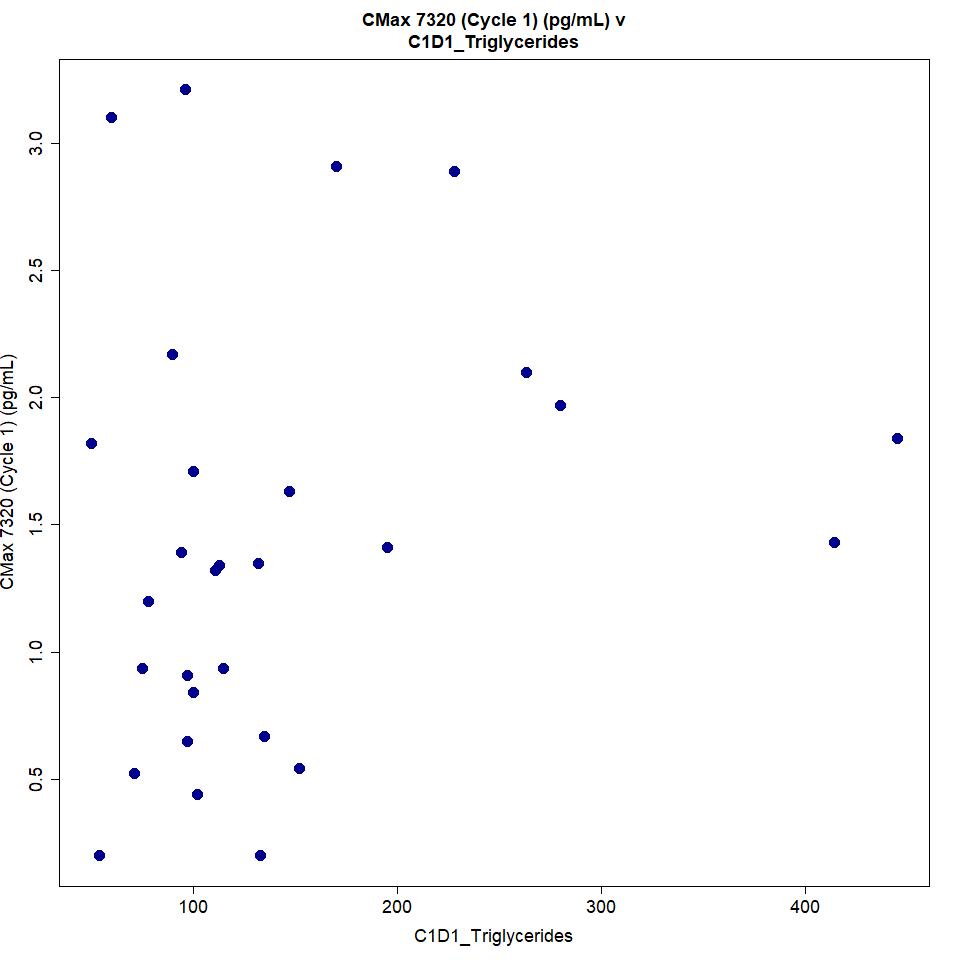 CMax 7320 (Cycle 1) (pg/mL) v
C1D1_Triglycerides
CMax 7320 (Cycle 1) (pg/mL)
3.0
2.5
2.0
1.5
1.0
0.5
100 200 300 400
C1D1_Triglycerides